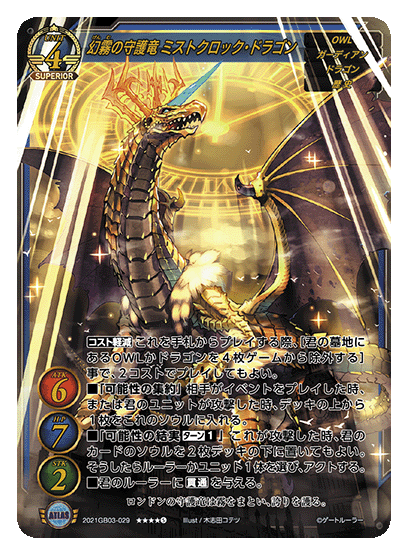 UNIT
4
SUPERIOR
幻霧の守護竜 ミストクロック・ドラゴン
OWL
ガーディアン
ドラゴン
コスト軽減 これを手札からプレイする際、[君の墓地に
あるOWLかドラゴンを4枚ゲームから除外する]
事で、2コストでプレイしてもよい。
■「可能性の集約」相手がイベントをプレイした時、
または君のユニットが攻撃した時、デッキの上から
1枚をこれのソウルに入れる。
■「可能性の結実 ターン1」これが攻撃した時、君の
カードのソウルを2枚デッキの下に置いてもよい。
そうしたらルーラーかユニット1体を選び、アクトする。
■君のルーラーに 貫通 を与える。
ロンドンの守護竜は霧をまとい、誇りを護る。
ATK
6
HP
7
STK
2
ATLAS
2021GB03-029 ★★★★S Illust / 木志田コテツ ©ゲートルーラー